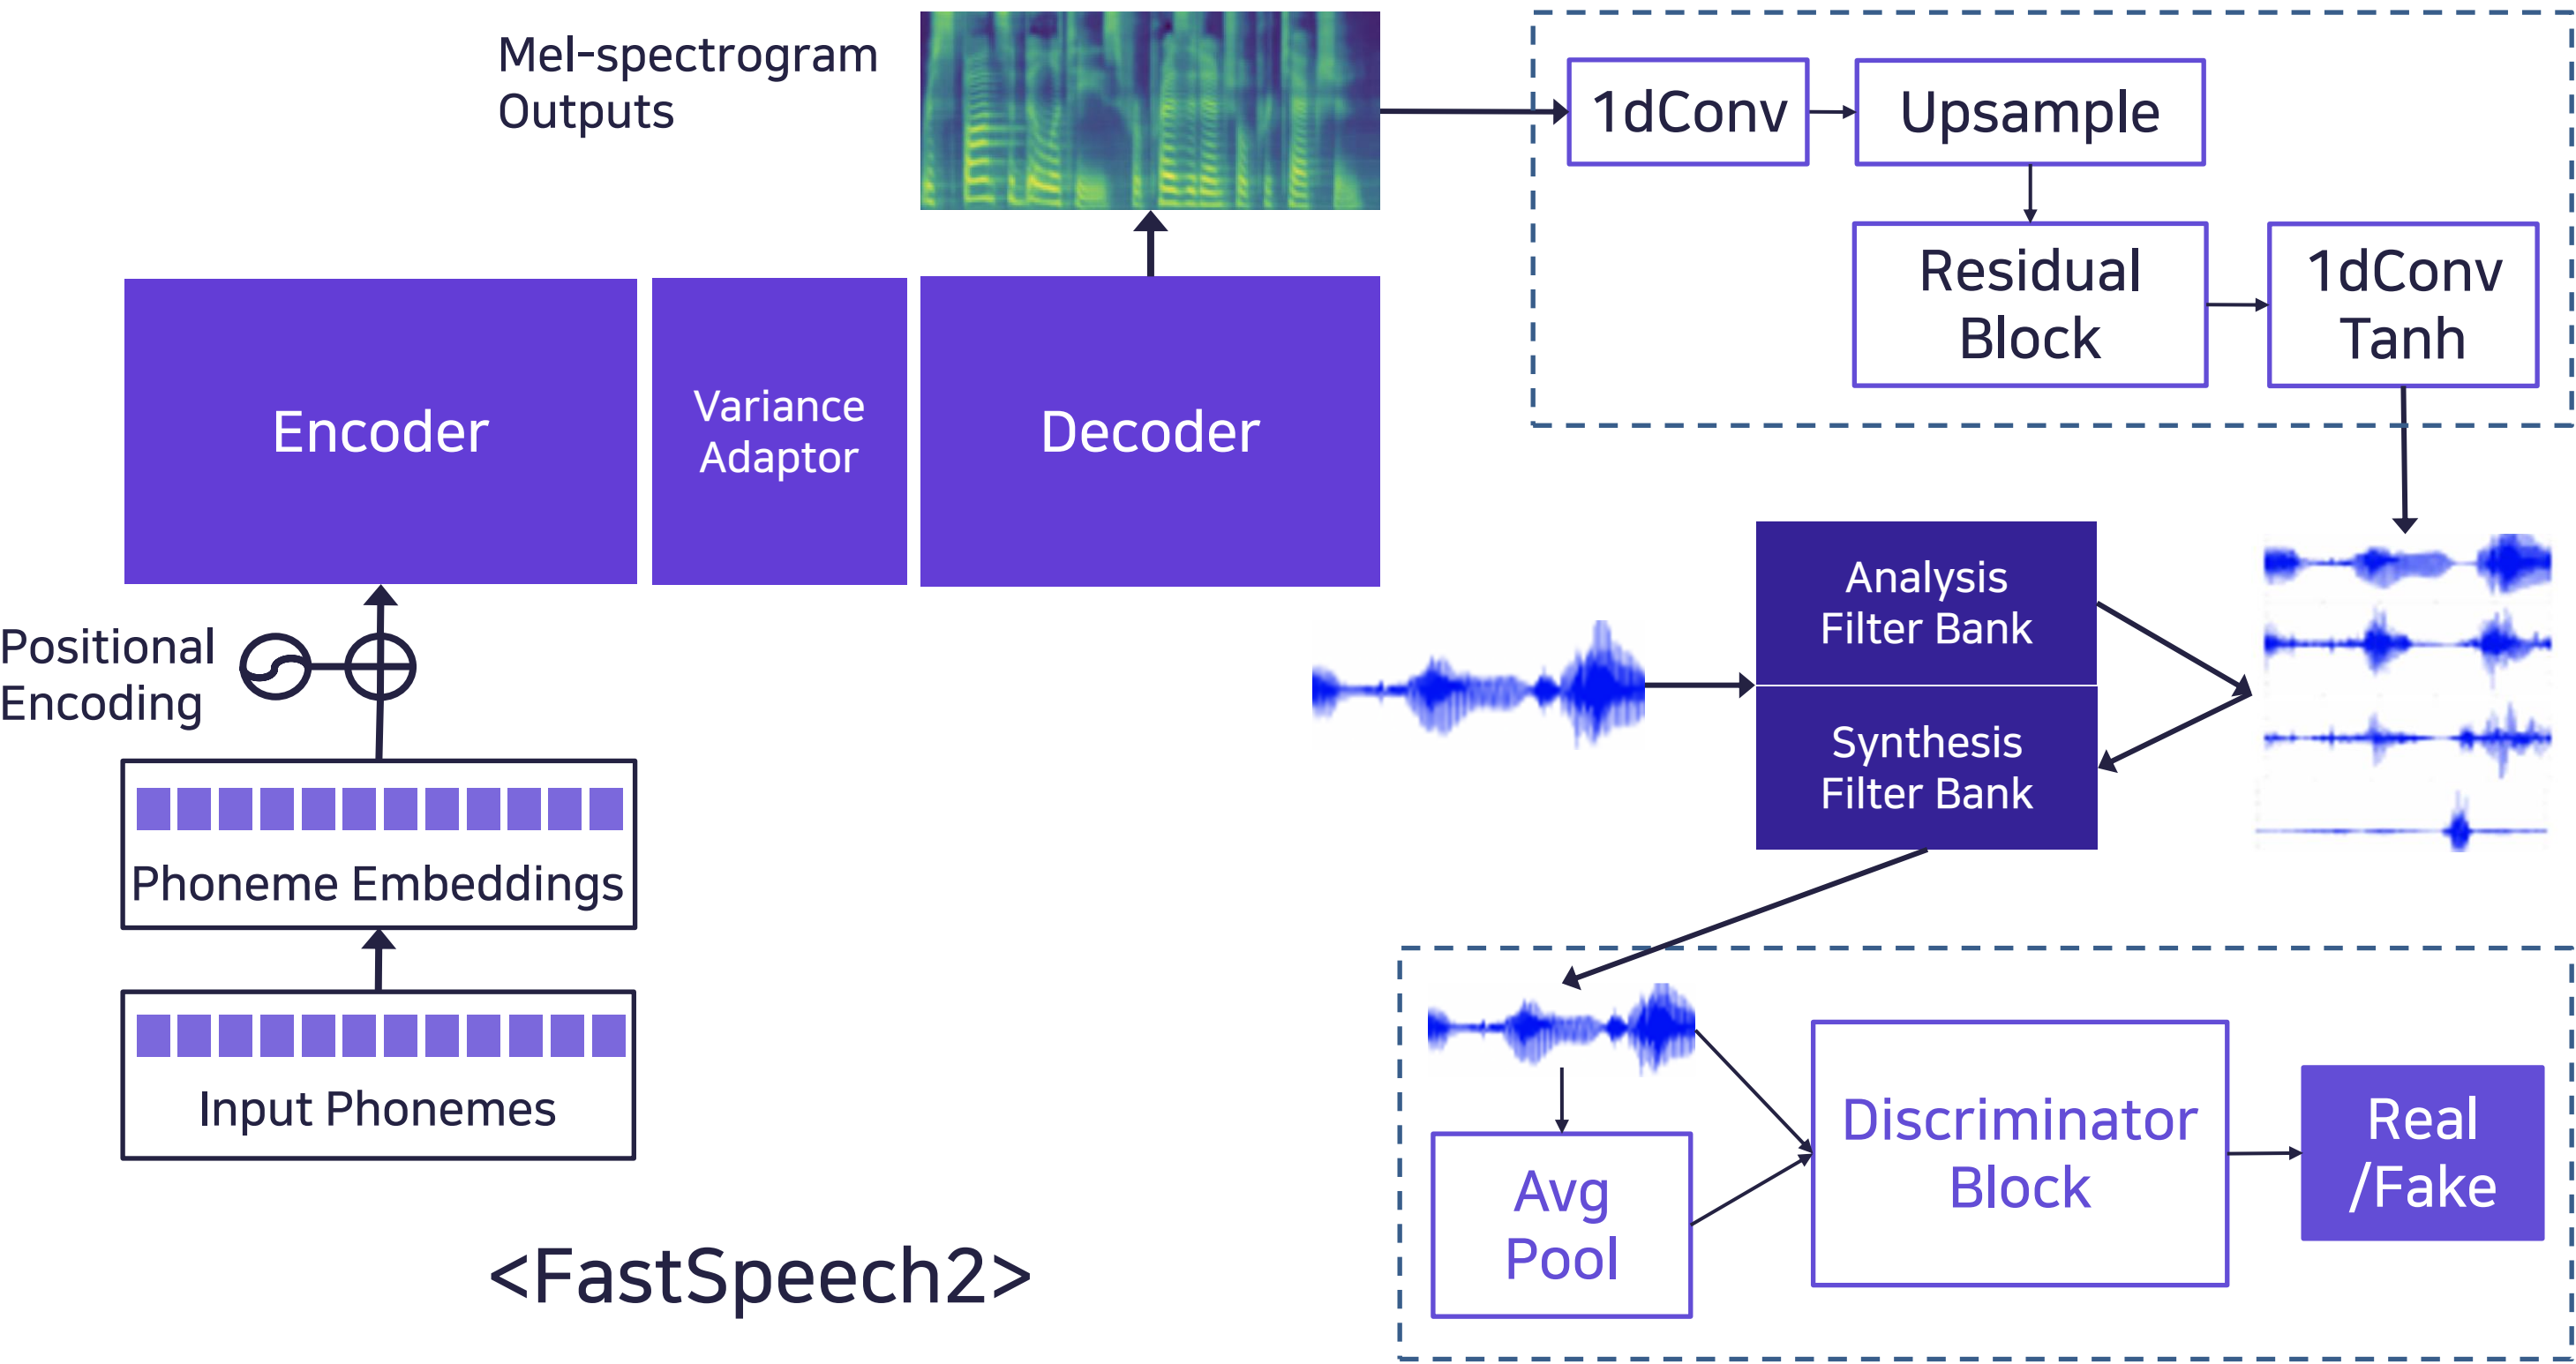 Mel-spectrogram
Outputs
1dConv
Upsample
Residual
Block
1dConv
Tanh
Encoder
Variance
Adaptor
Decoder
Positional
Encoding
Phoneme Embeddings
Input Phonemes
<FastSpeech2>
Analysis
Filter Bank
Synthesis
Filter Bank
Avg
Pool
Discriminator
Block
Real
/Fake